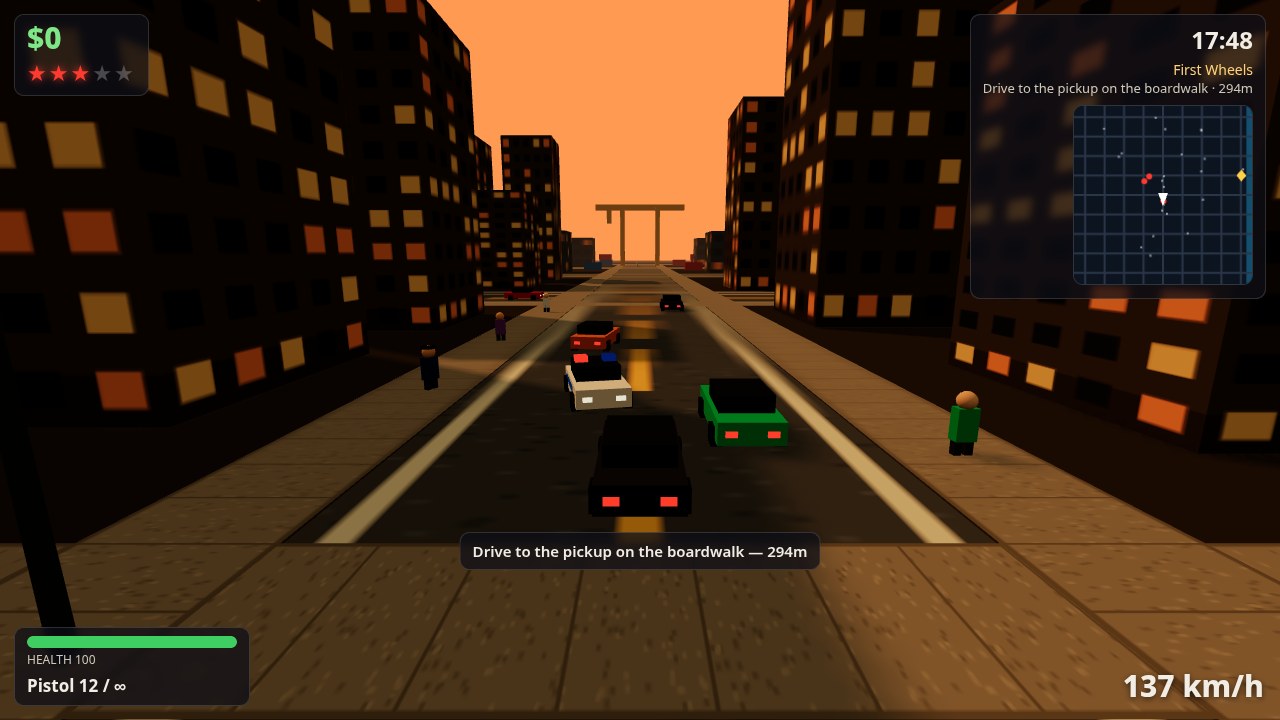 $0
17:48
First Wheels
Drive to the pickup on the boardwalk · 294m
Drive to the pickup on the boardwalk — 294m
HEALTH 100
Pistol 12 / ∞
137 km/h